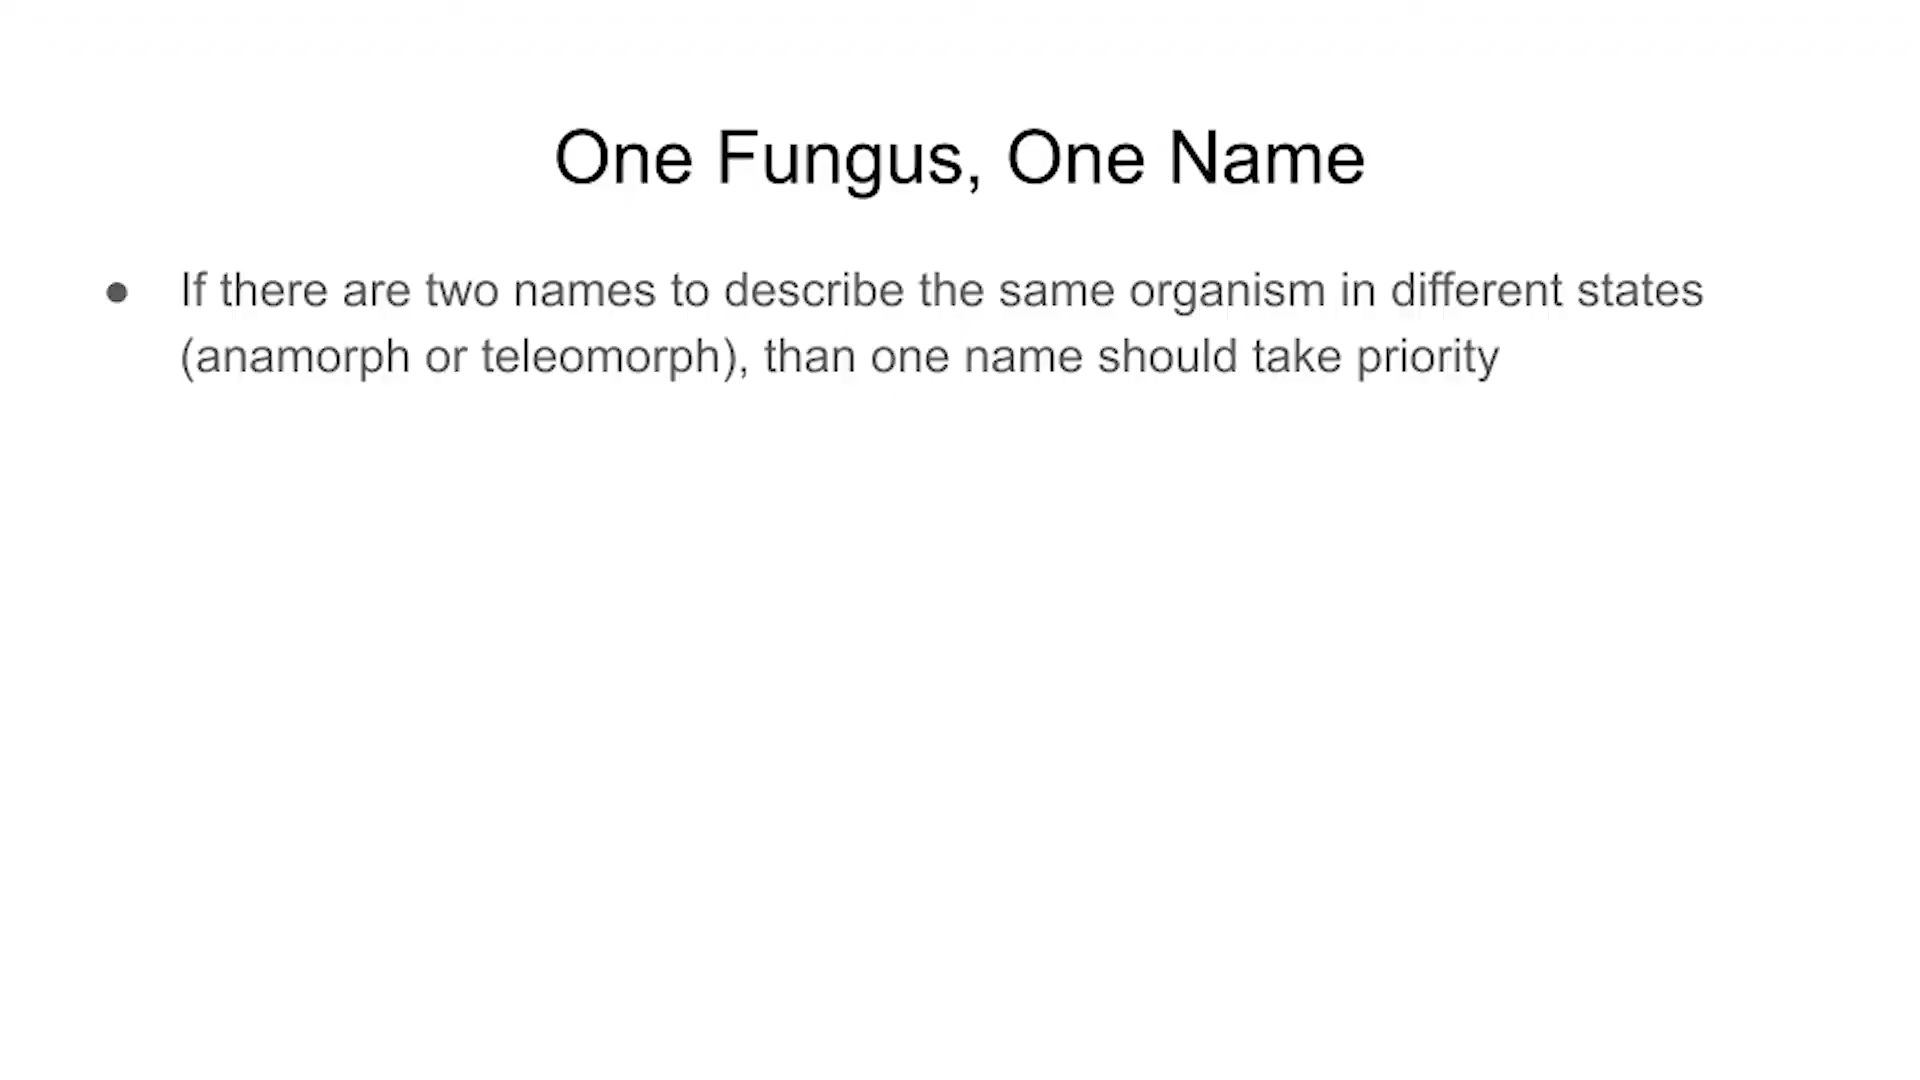 One Fungus, One Name
● If there are two names to describe the same organism in different states
(anamorph or teleomorph), than one name should take priority